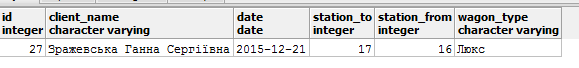 id client_name date station_to station_from wagon_type
integer character varying date integer integer character varying
27 Зражевська Ганна Сергіївна 2015-12-21 17 16 Люкс